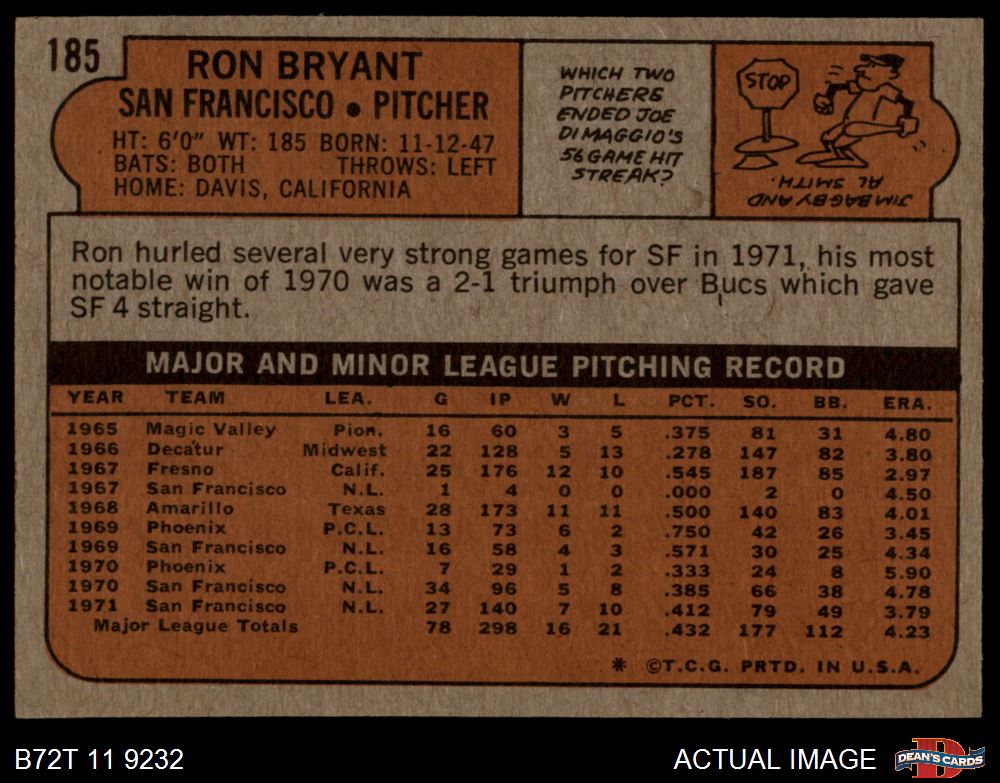 185
RON BRYANT
SAN FRANCISCO • PITCHER
HT: 6'0" WT: 185 BORN: 11-12-47
BATS: BOTH THROWS: LEFT
HOME: DAVIS, CALIFORNIA
WHICH TWO
PITCHERS
ENDED JOE
DIMAGGIO'S
56 GAME HIT
STREAK?
STOP
JIM BAGBY AND
AL SMITH.
Ron hurled several very strong games for SF in 1971, his most
notable win of 1970 was a 2-1 triumph over Bucs which gave
SF 4 straight.
MAJOR AND MINOR LEAGUE PITCHING RECORD
YEAR TEAM LEA. G IP W L PCT. SO. BB. ERA.
1965 Magic Valley Pion. 16 60 3 5 .375 81 31 4.80
1966 Decatur Midwest 22 128 5 13 .278 147 82 3.80
1967 Fresno Calif. 25 176 12 10 .545 187 85 2.97
1967 San Francisco N.L. 1 4 0 0 .000 2 0 4.50
1968 Amarillo Texas 28 173 11 11 .500 140 83 4.01
1969 Phoenix P.C.L. 13 73 6 2 .750 42 26 3.45
1969 San Francisco N.L. 16 58 4 3 .571 30 25 4.34
1970 Phoenix P.C.L. 7 29 1 2 .333 24 8 5.90
1970 San Francisco N.L. 34 96 5 8 .385 66 38 4.78
1971 San Francisco N.L. 27 140 7 10 .412 79 49 3.79
Major League Totals 78 298 16 21 .432 177 112 4.23
* ©T.C.G. PRTD. IN U.S.A.
B72T 11 9232
ACTUAL IMAGE
D
DEAN'S CARDS